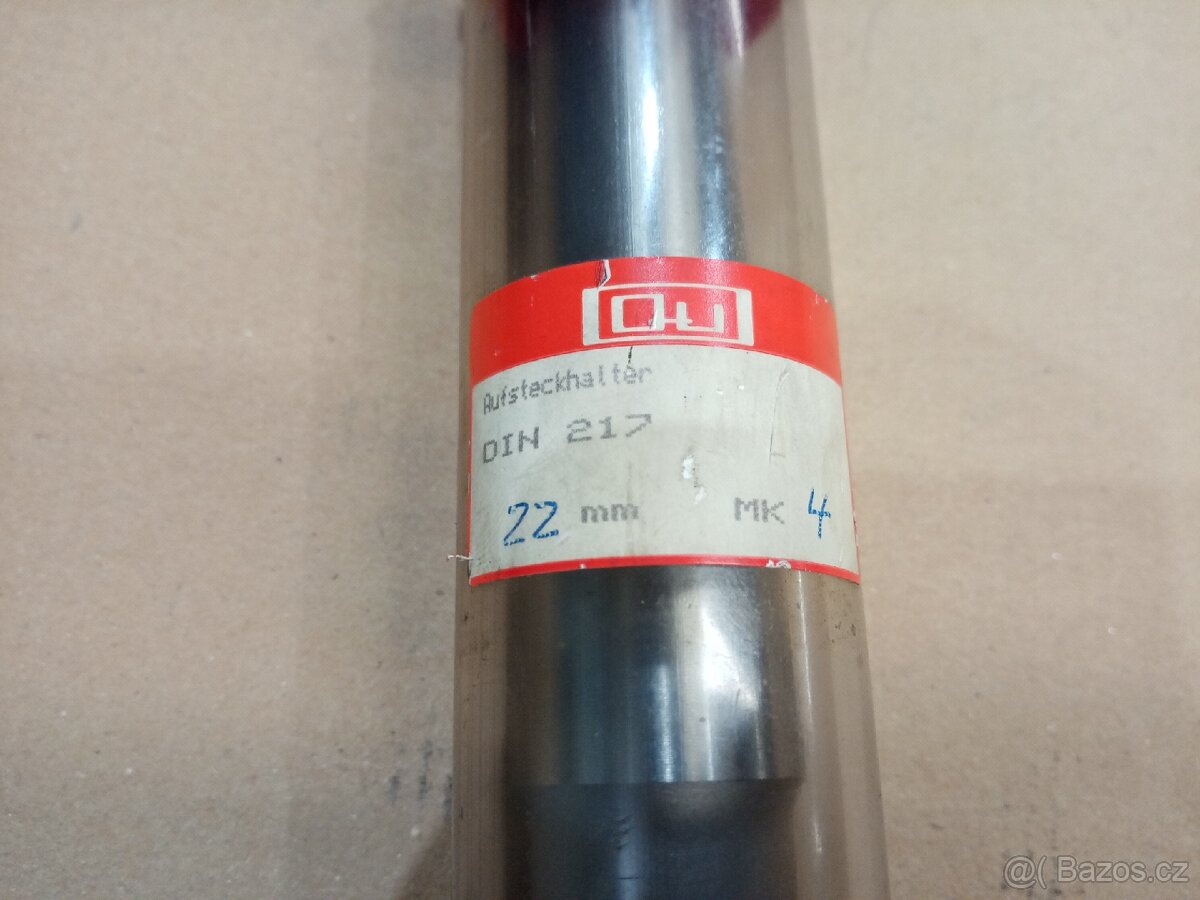 Aufsteckhalter
DIN 217
22 mm MK 4
@( Bazos.cz